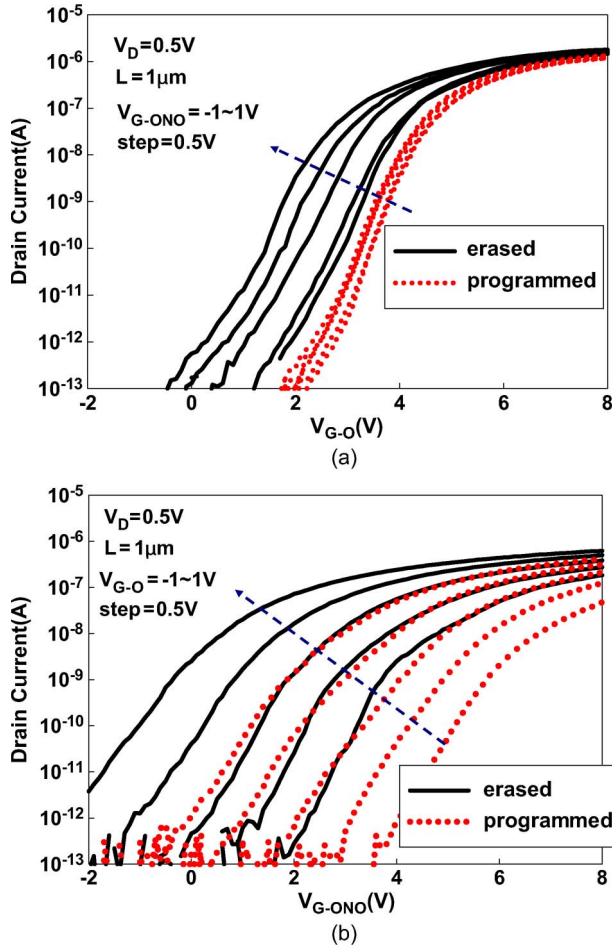 10⁻⁵
10⁻⁶
10⁻⁷
10⁻⁸
10⁻⁹
10⁻¹⁰
10⁻¹¹
10⁻¹²
10⁻¹³
Drain Current(A)
V_D=0.5V
L=1μm
V_G-ONO=-1~1V
step=0.5V
erased
programmed
-2 0 2 4 6 8
V_G-O(V)
(a)
10⁻⁵
10⁻⁶
10⁻⁷
10⁻⁸
10⁻⁹
10⁻¹⁰
10⁻¹¹
10⁻¹²
10⁻¹³
Drain Current(A)
V_D=0.5V
L=1μm
V_G-O=-1~1V
step=0.5V
erased
programmed
-2 0 2 4 6 8
V_G-ONO(V)
(b)